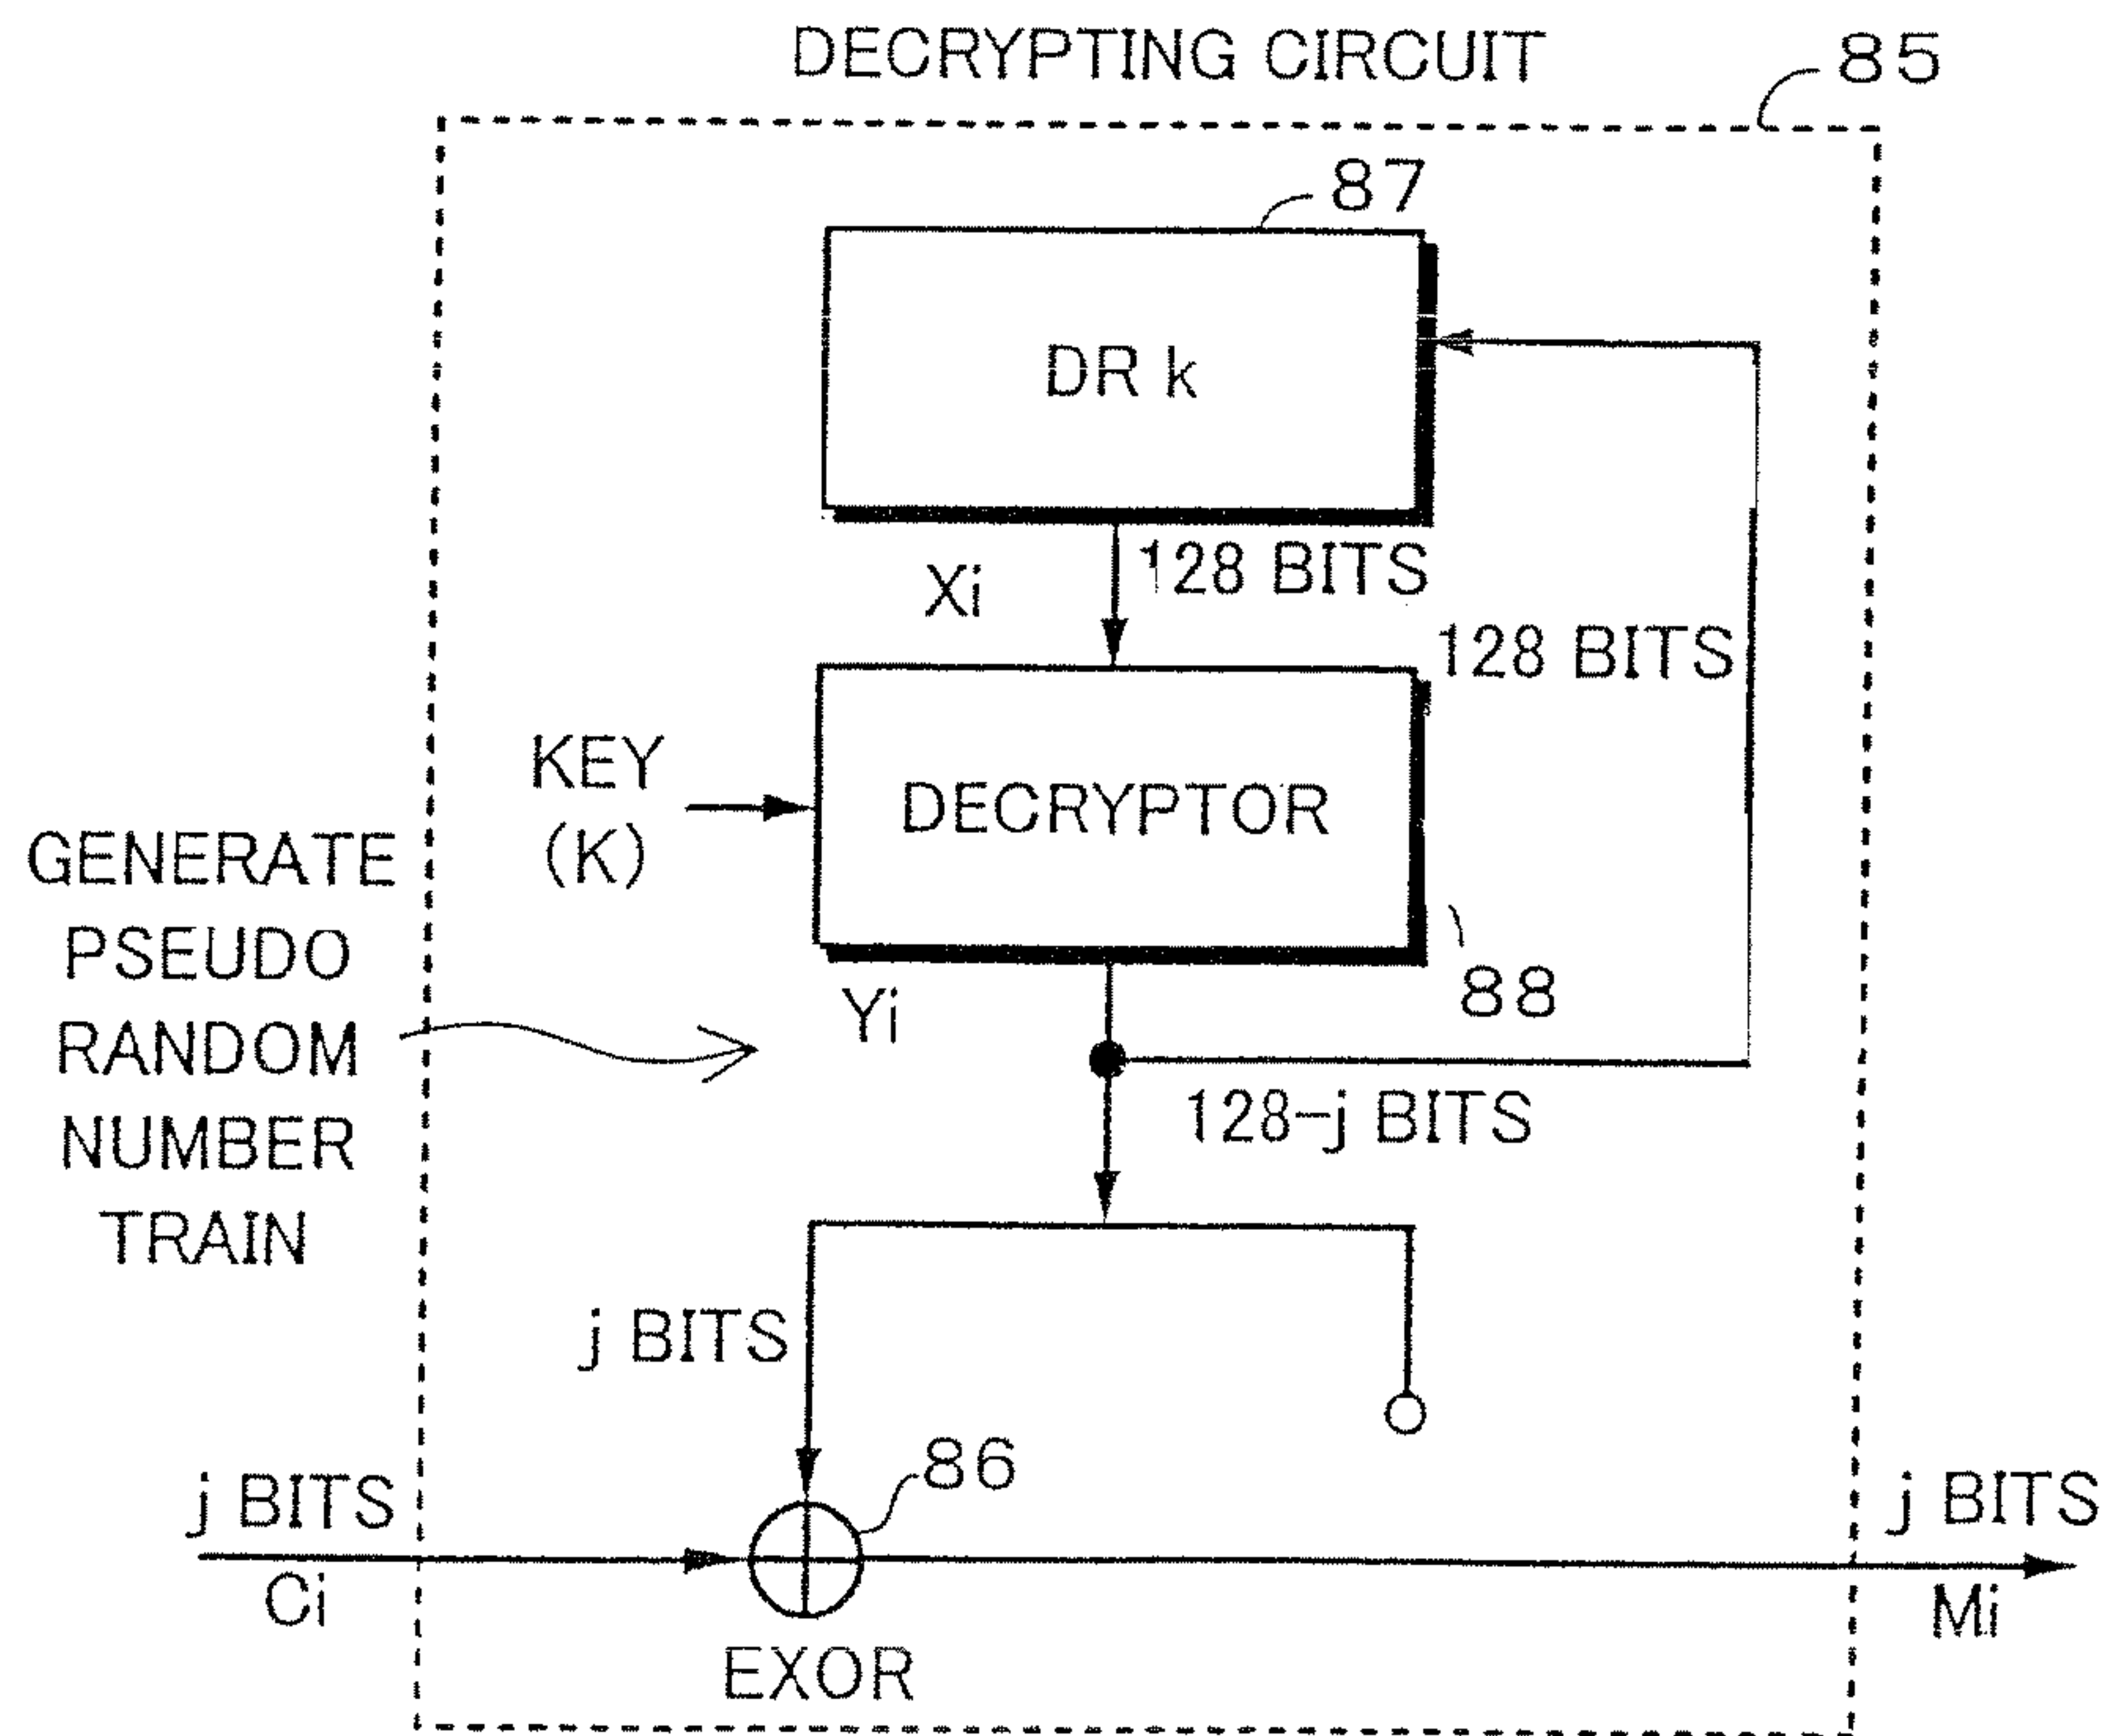 DECRYPTING CIRCUIT
85
87
DR k
Xi
128 BITS
128 BITS
KEY
(K)
DECRYPTOR
88
GENERATE
PSEUDO
RANDOM
NUMBER
TRAIN
Yi
128-j BITS
j BITS
86
j BITS
Ci
EXOR
j BITS
Mi